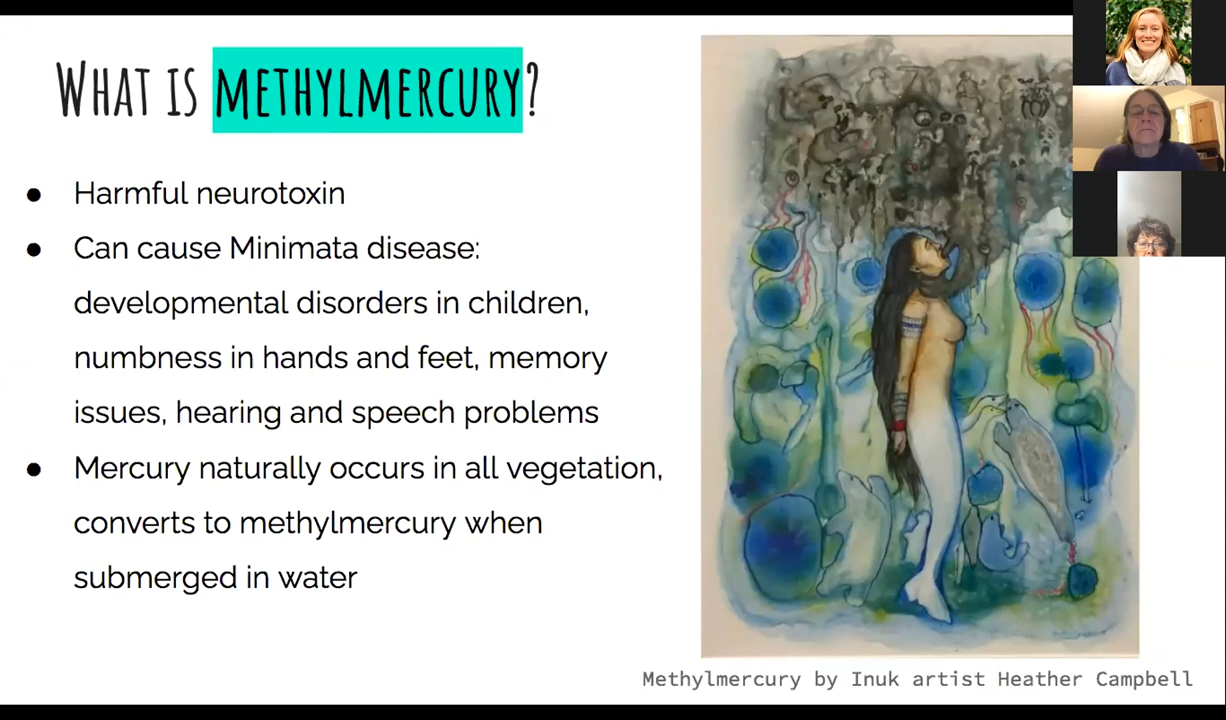 WHAT IS METHYLMERCURY?
● Harmful neurotoxin
● Can cause Minimata disease:
developmental disorders in children,
numbness in hands and feet, memory
issues, hearing and speech problems
● Mercury naturally occurs in all vegetation,
converts to methylmercury when
submerged in water
Methylmercury by Inuk artist Heather Campbell